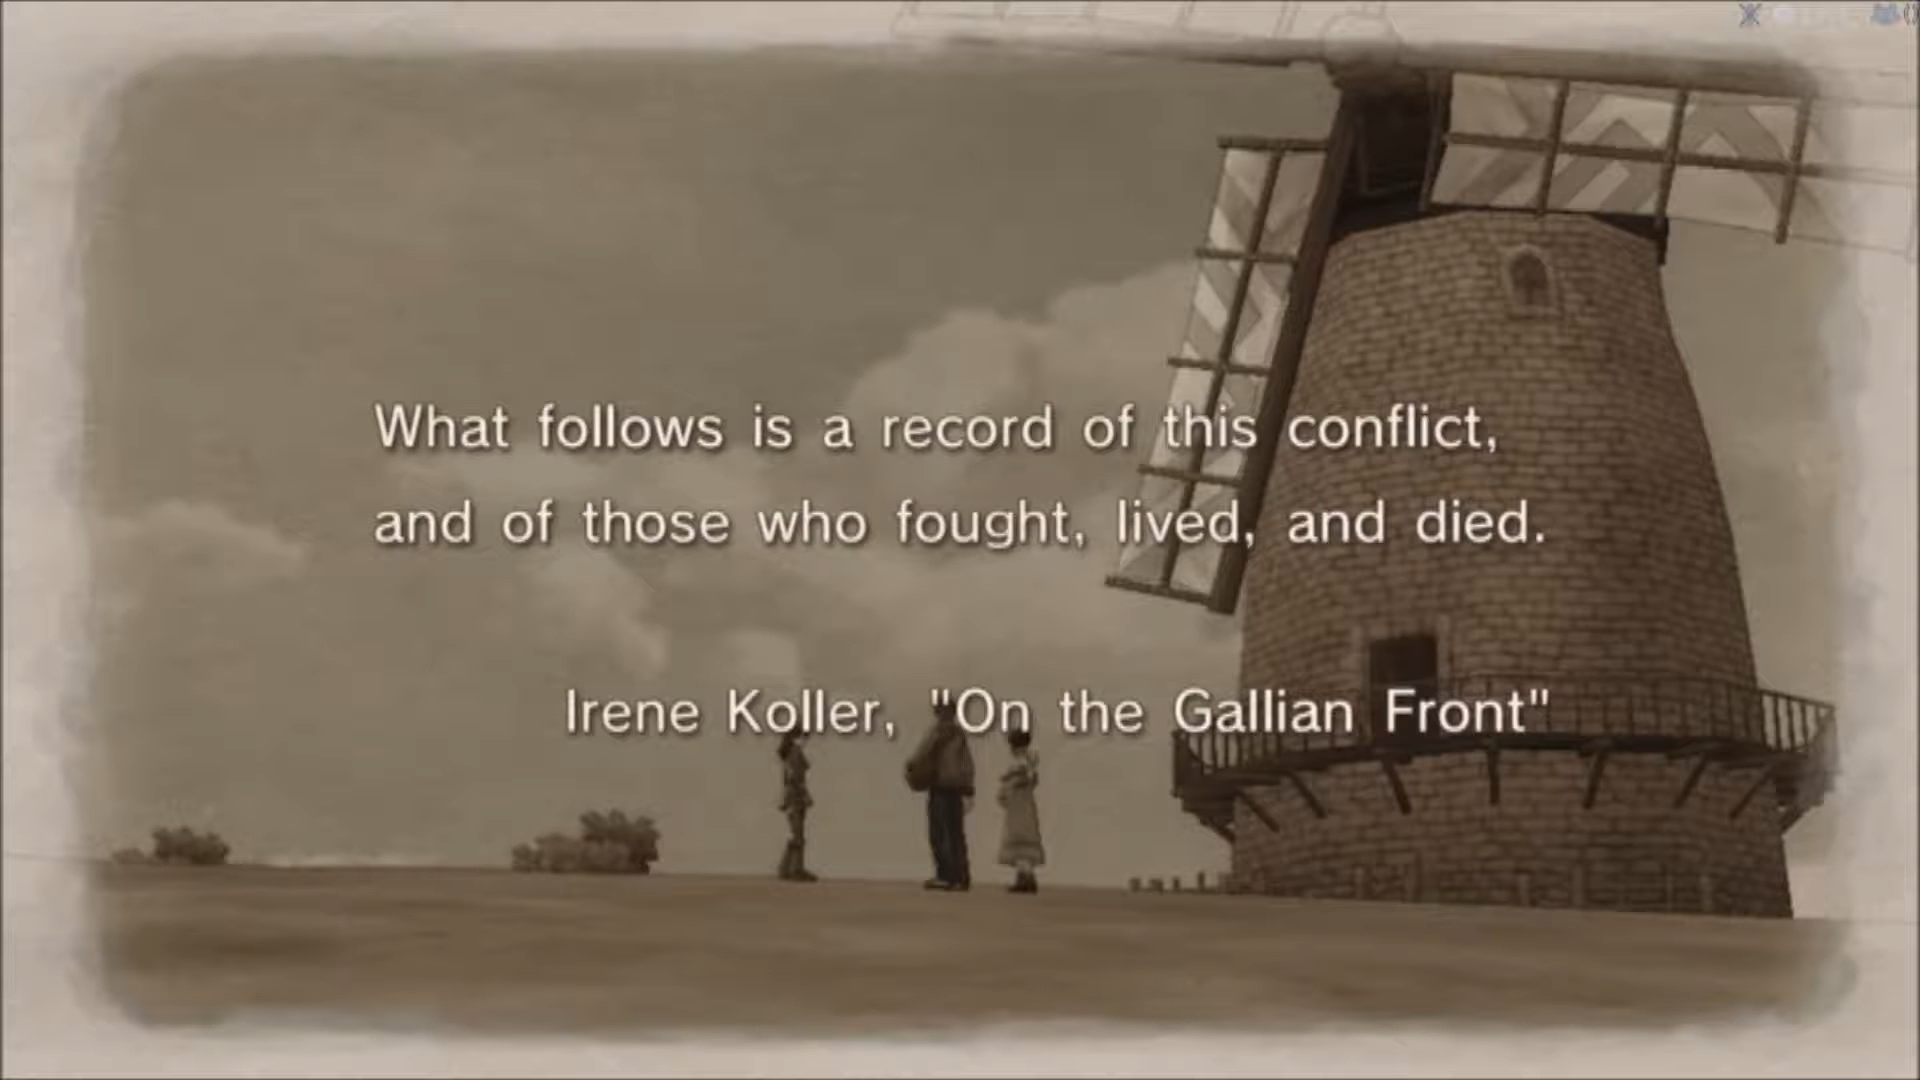 What follows is a record of this conflict,
and of those who fought, lived, and died.
Irene Koller, "On the Gallian Front"